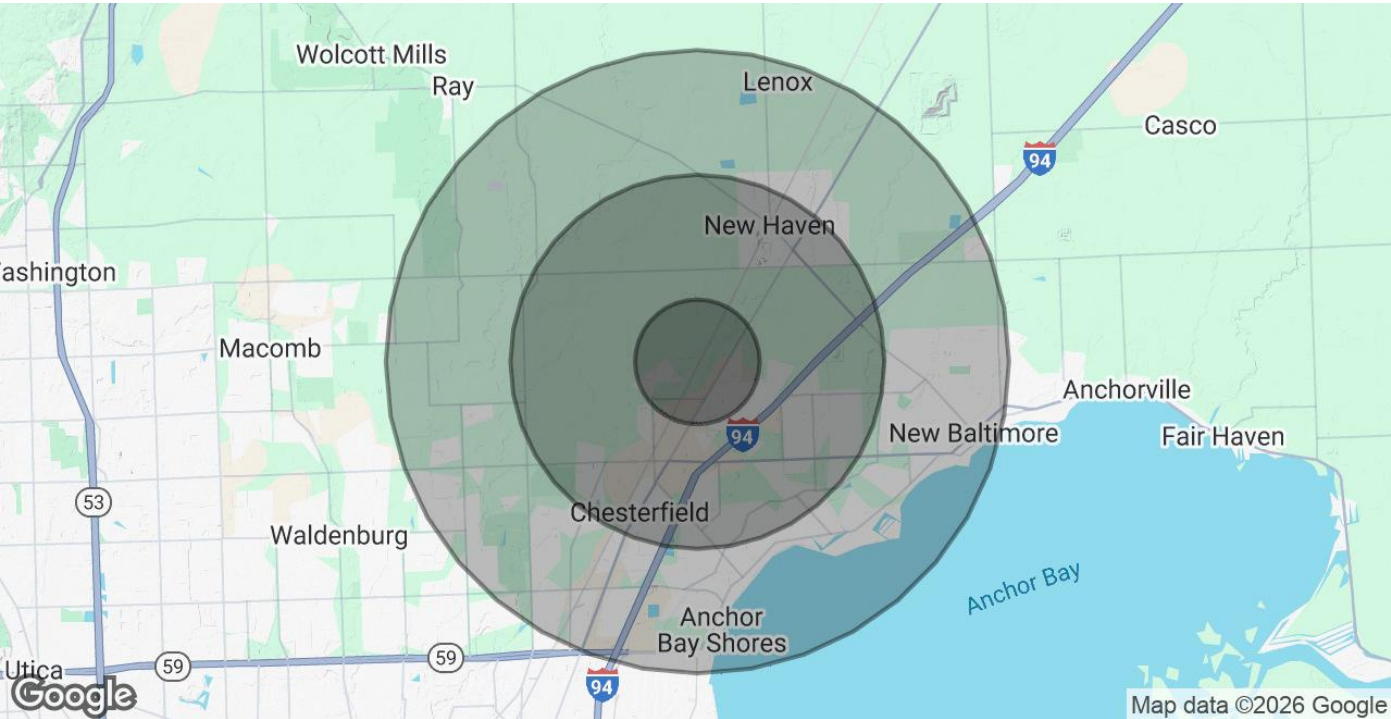 Wolcott Mills
Ray
Lenox
Casco
94
New Haven
ashington
Macomb
Anchorville
94
New Baltimore
Fair Haven
53
Chesterfield
Waldenburg
Anchor Bay
Anchor
Bay Shores
59
59
Utica
94
Google
Map data ©2026 Google